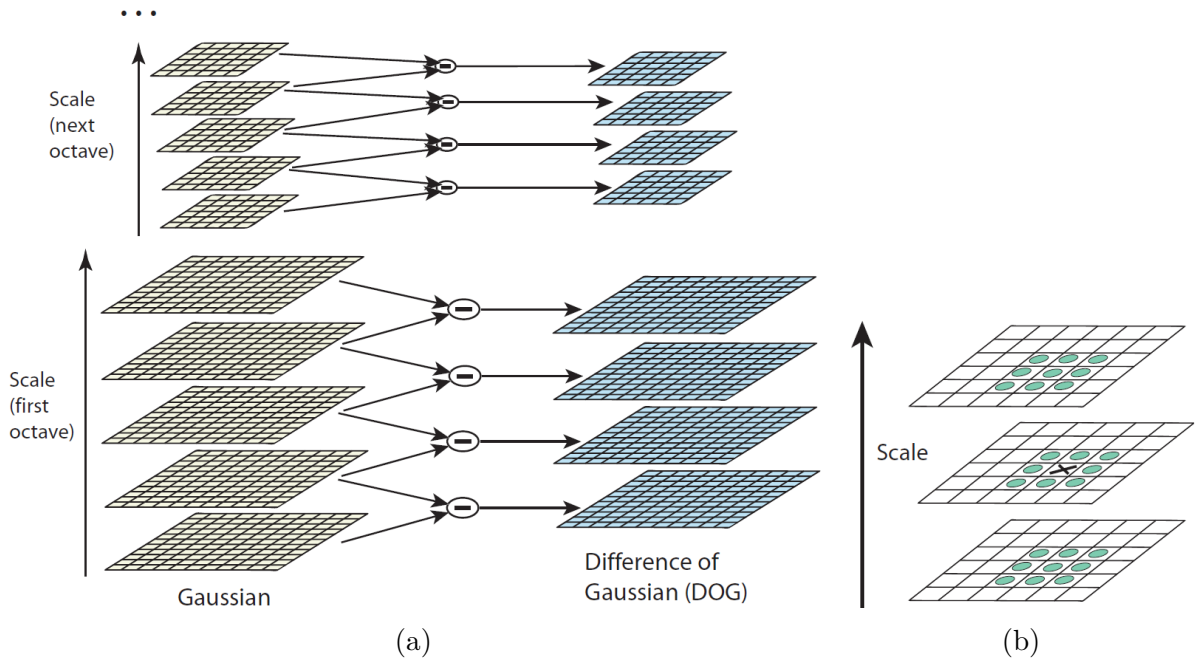 ...
Scale
(next
octave)
Scale
(first
octave)
Gaussian
Difference of
Gaussian (DOG)
Scale
(a)
(b)